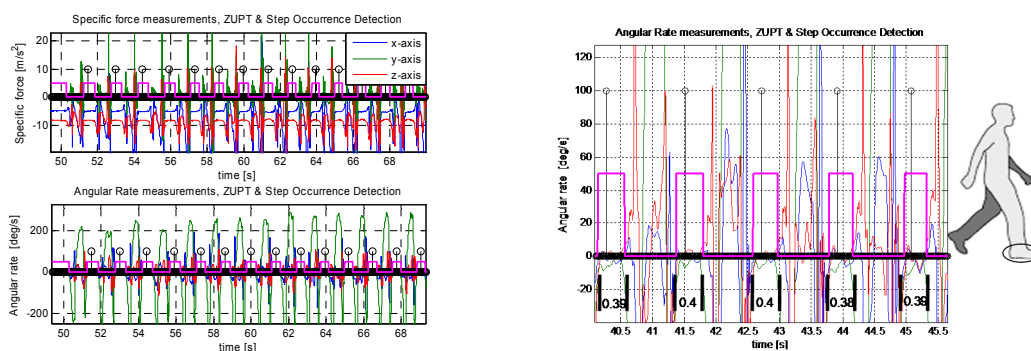 Specific force measurements, ZUPT & Step Occurrence Detection
Specific force [m/s²]
20
10
0
-10
x-axis
y-axis
z-axis
50 52 54 56 58 60 62 64 66 68
time [s]
Angular Rate measurements, ZUPT & Step Occurrence Detection
Angular rate [deg/s]
200
0
-200
50 52 54 56 58 60 62 64 66 68
time [s]
Angular Rate measurements, ZUPT & Step Occurrence Detection
Angular rate [deg/s]
120
100
80
60
40
20
0
-20
0.39 0.4 0.4 0.38 0.39
40.5 41 41.5 42 42.5 43 43.5 44 44.5 45 45.5
time [s]